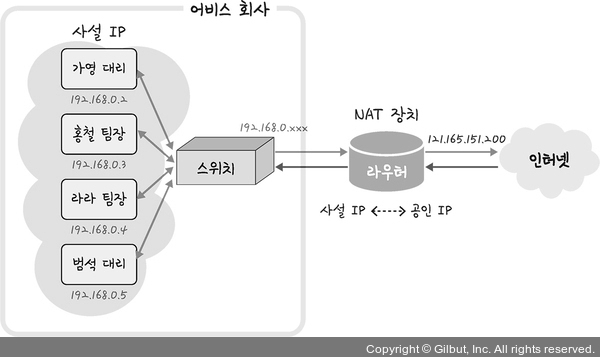 어비스 회사
사설 IP
가영 대리
192.168.0.2
홍철 팀장
192.168.0.3
라라 팀장
192.168.0.4
범석 대리
192.168.0.5
스위치
192.168.0.xxx
NAT 장치
라우터
사설 IP
공인 IP
121.165.151.200
인터넷
Copyright © Gilbut, Inc. All rights reserved.